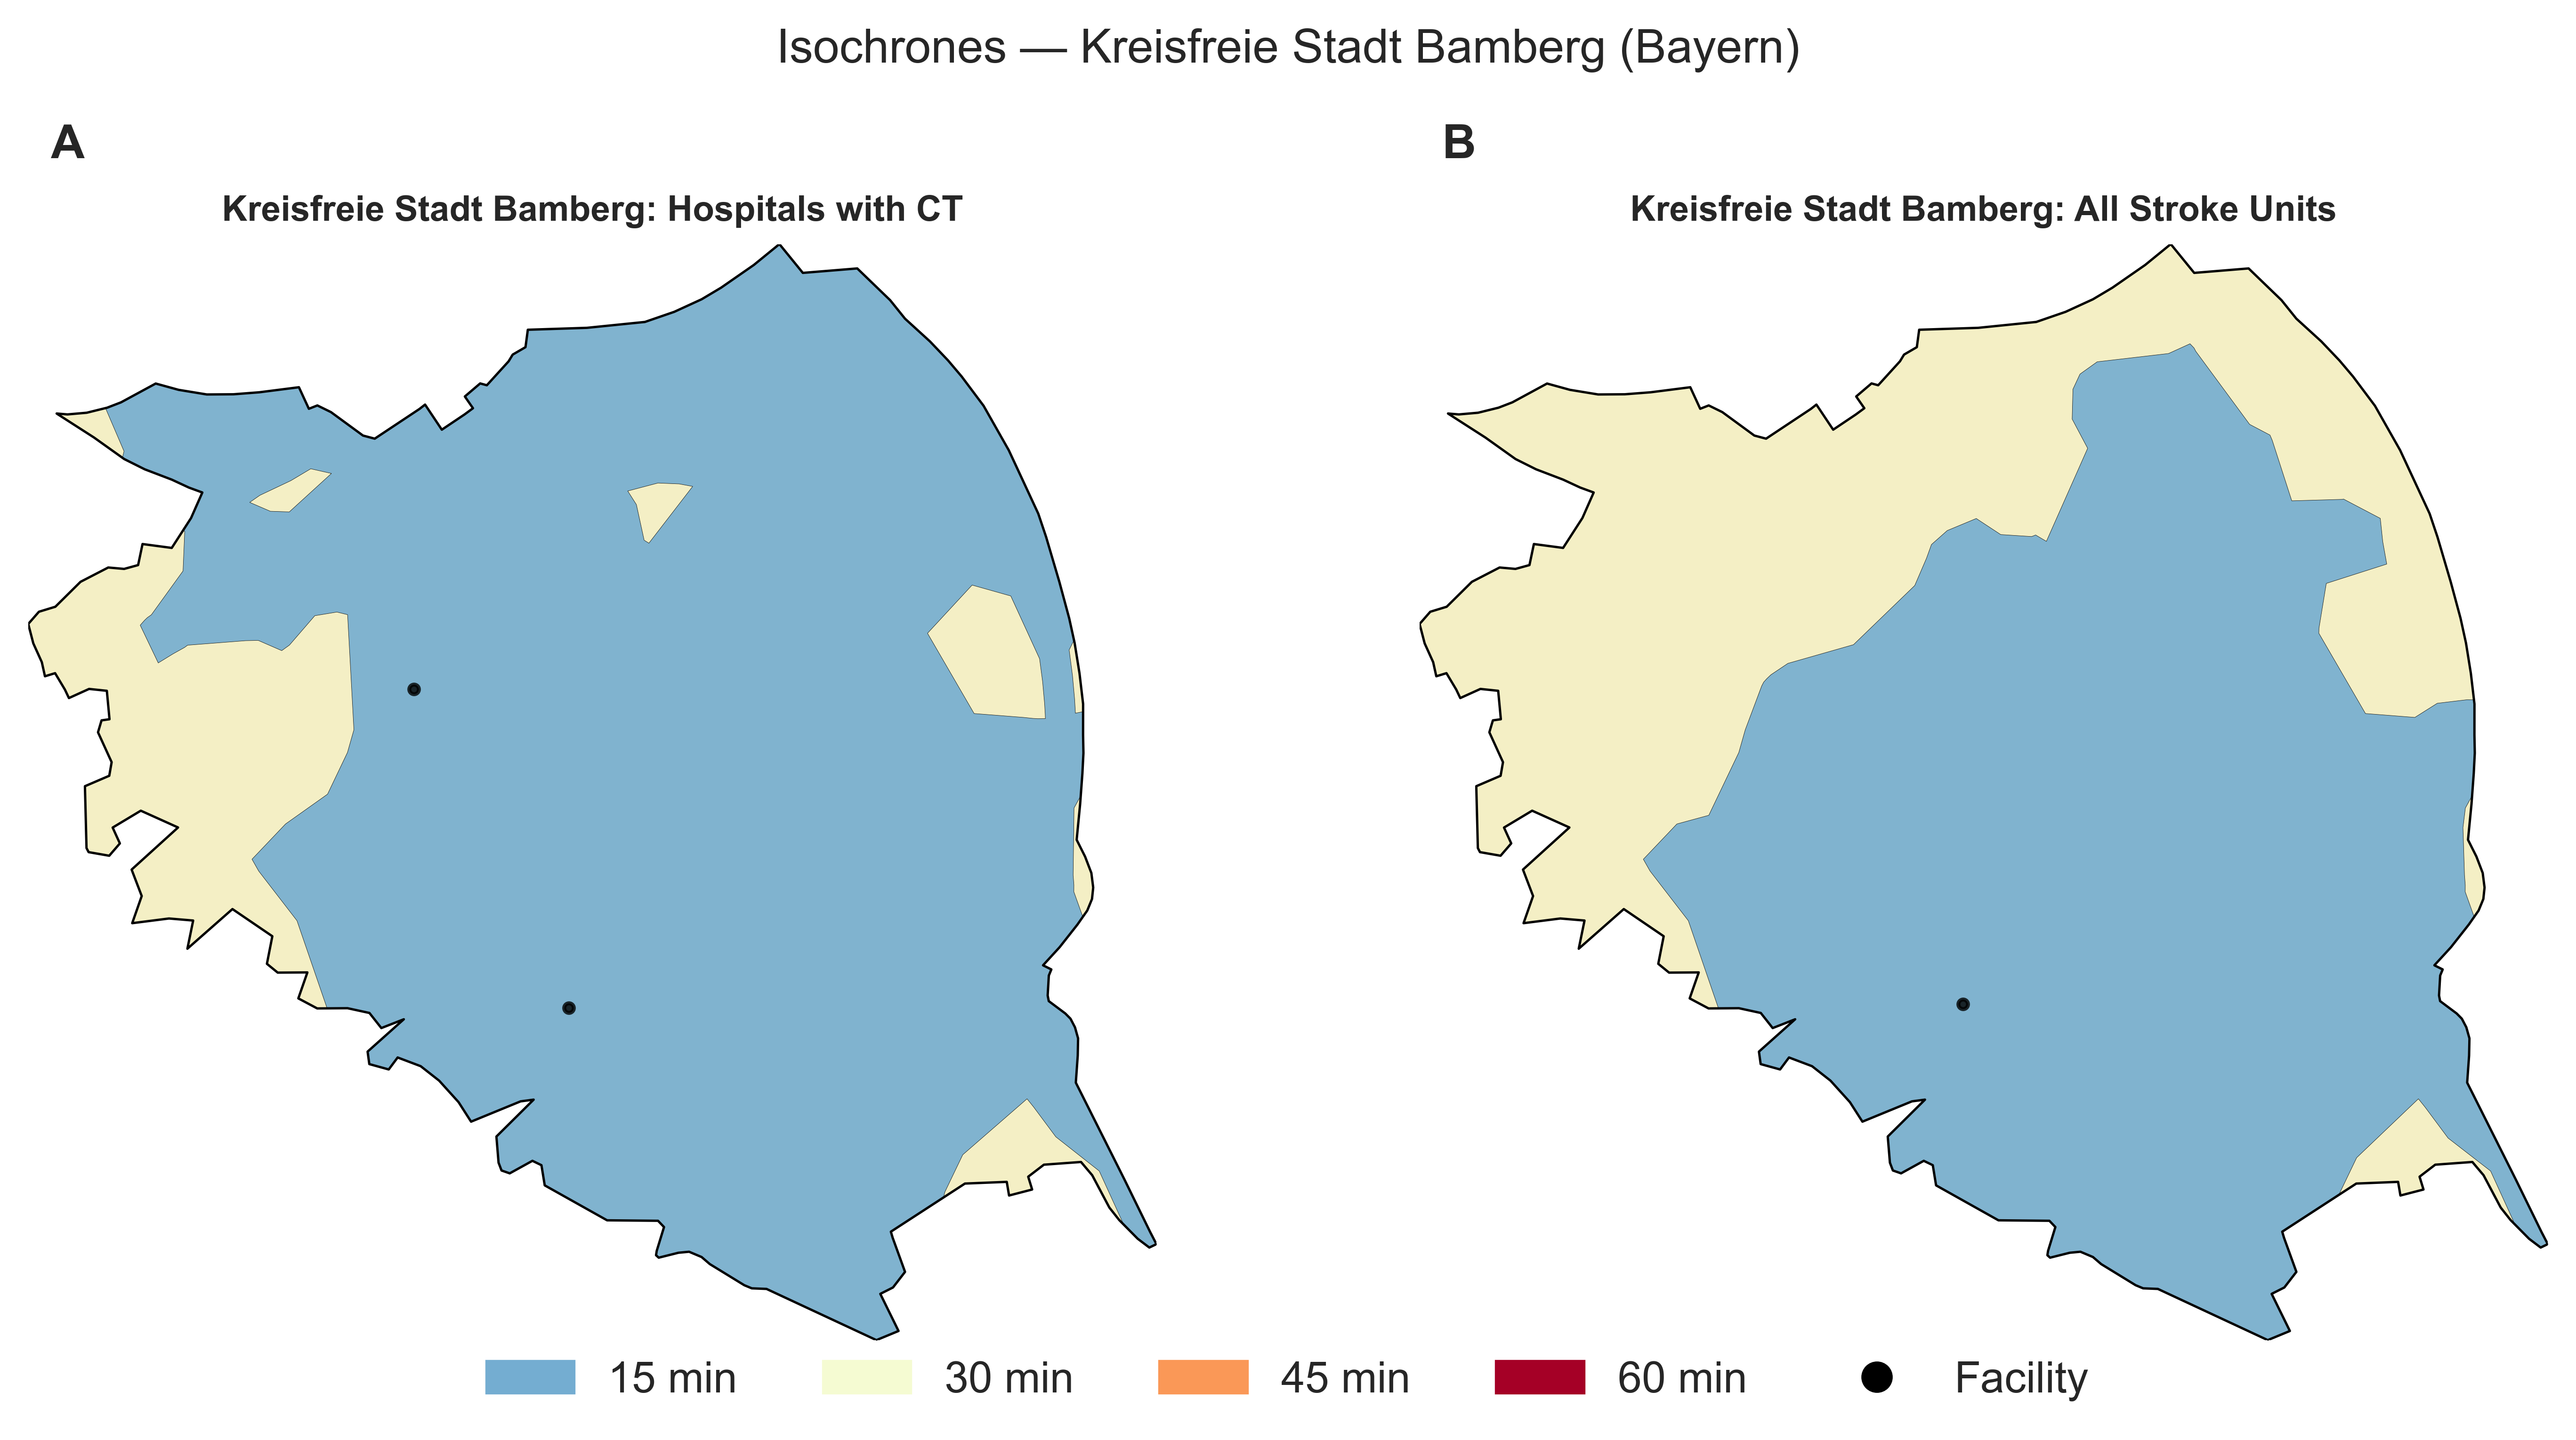 Isochrones — Kreisfreie Stadt Bamberg (Bayern)
A
Kreisfreie Stadt Bamberg: Hospitals with CT
B
Kreisfreie Stadt Bamberg: All Stroke Units
15 min
30 min
45 min
60 min
Facility